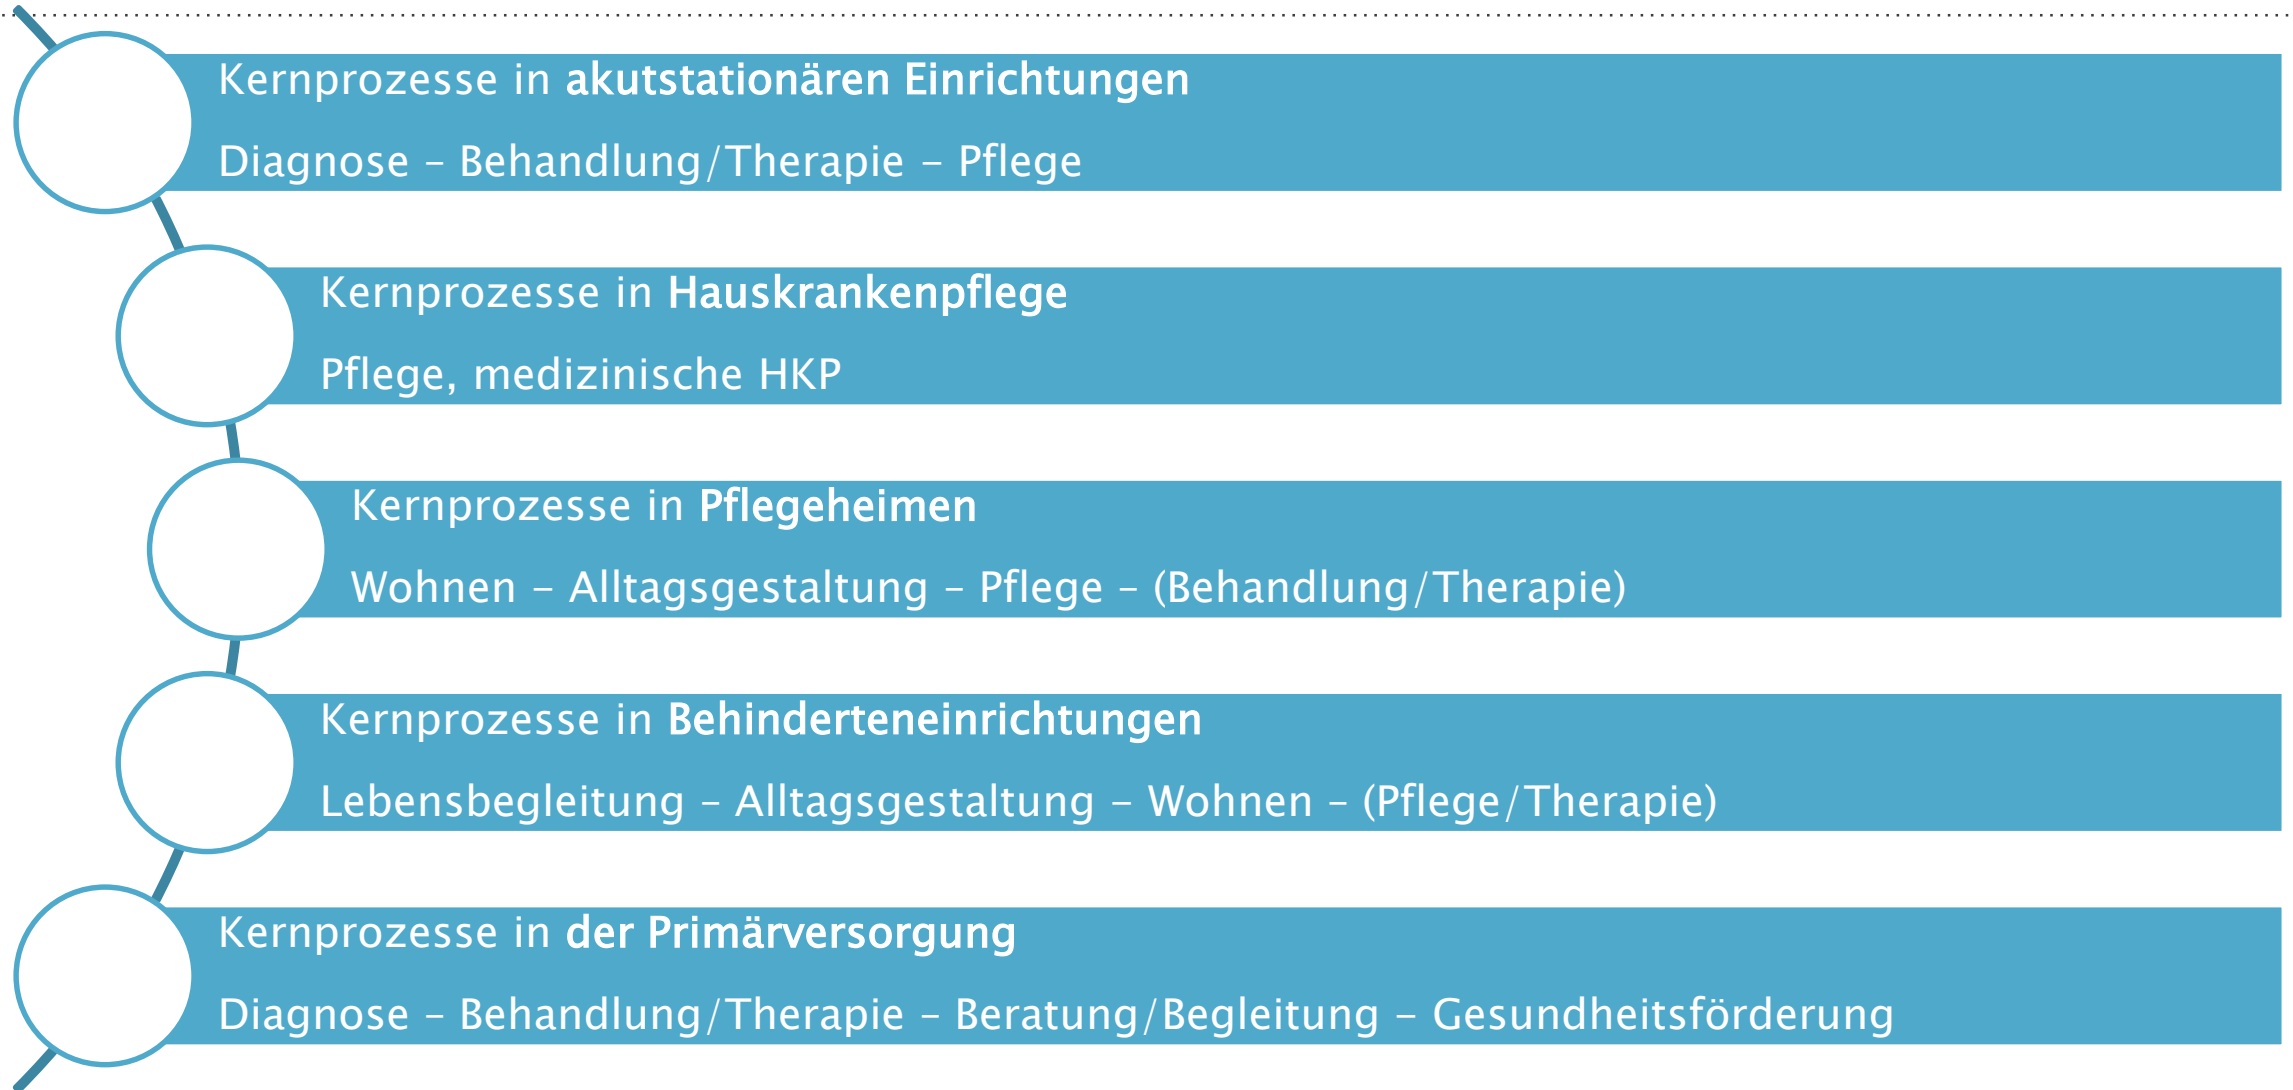 Kernprozesse in akutstationären Einrichtungen
Diagnose – Behandlung/Therapie – Pflege
Kernprozesse in Hauskrankenpflege
Pflege, medizinische HKP
Kernprozesse in Pflegeheimen
Wohnen – Alltagsgestaltung – Pflege – (Behandlung/Therapie)
Kernprozesse in Behinderteneinrichtungen
Lebensbegleitung – Alltagsgestaltung – Wohnen – (Pflege/Therapie)
Kernprozesse in der Primärversorgung
Diagnose – Behandlung/Therapie – Beratung/Begleitung – Gesundheitsförderung